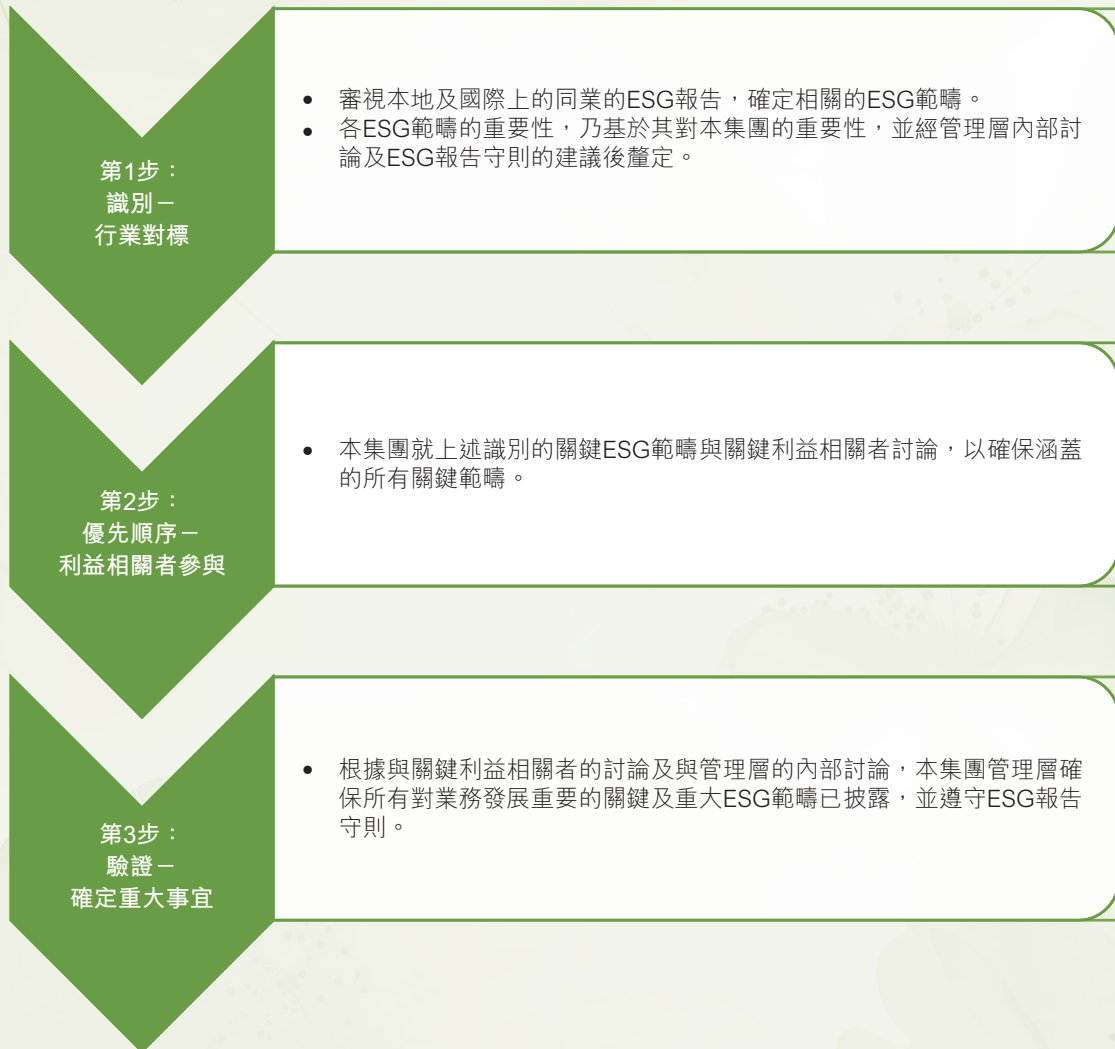 第1步：
識別－
行業對標
• 審視本地及國際上的同業的ESG報告，確定相關的ESG範疇。
• 各ESG範疇的重要性，乃基於其對本集團的重要性，並經管理層內部討
論及ESG報告守則的建議後釐定。
第2步：
優先順序－
利益相關者參與
• 本集團就上述識別的關鍵ESG範疇與關鍵利益相關者討論，以確保涵蓋
的所有關鍵範疇。
第3步：
驗證－
確定重大事宜
• 根據與關鍵利益相關者的討論及與管理層的內部討論，本集團管理層確
保所有對業務發展重要的關鍵及重大ESG範疇已披露，並遵守ESG報告
守則。